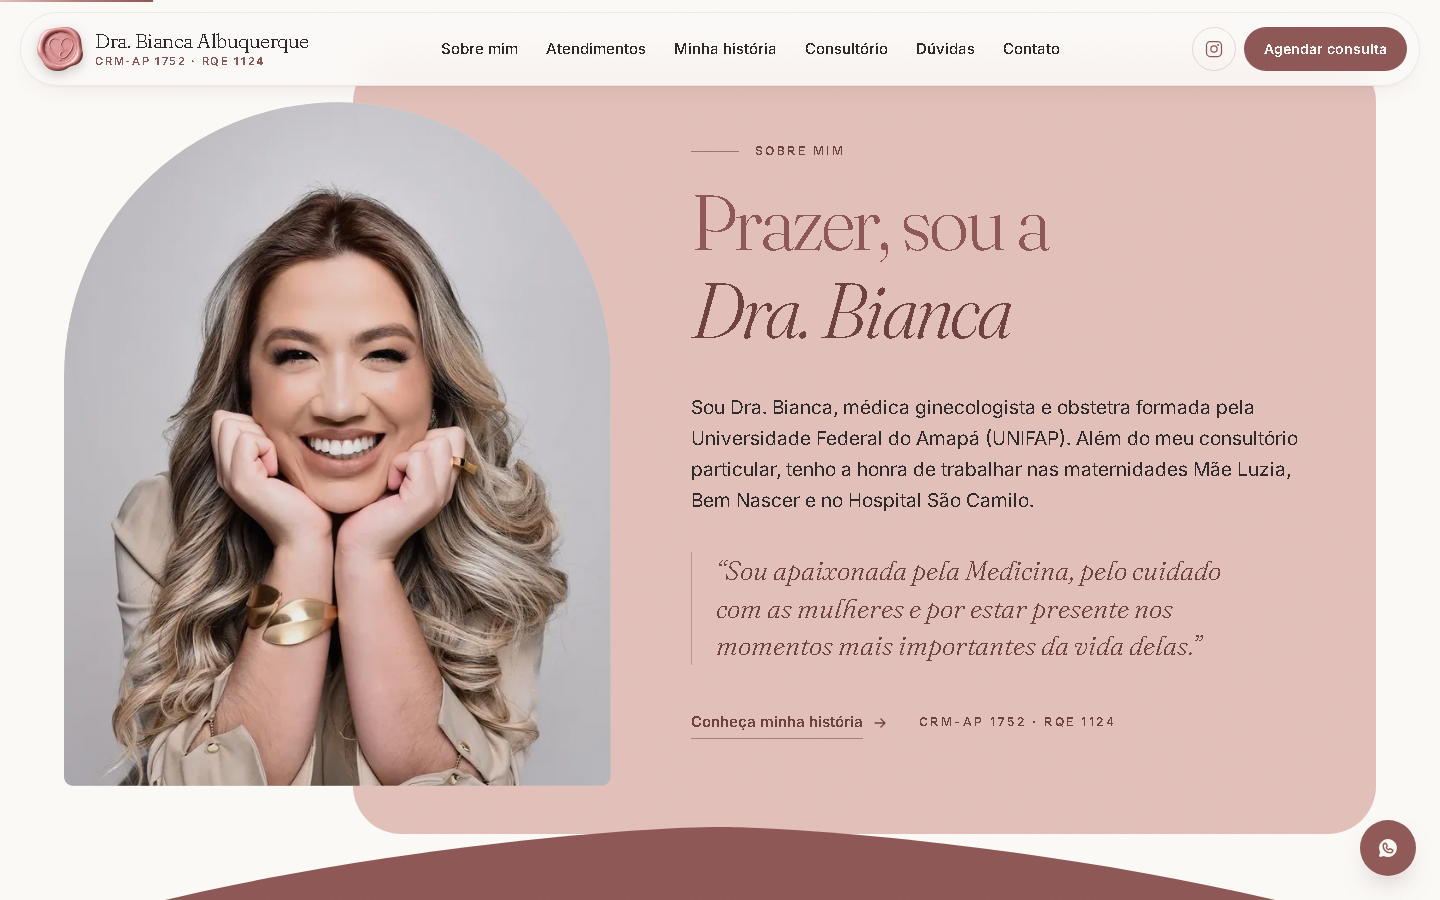 Dra. Bianca Albuquerque
CRM-AP 1752 · RQE 1124
Sobre mim
Atendimentos
Minha história
Consultório
Dúvidas
Contato
Agendar consulta
SOBRE MIM
Prazer, sou a
Dra. Bianca
Sou Dra. Bianca, médica ginecologista e obstetra formada pela
Universidade Federal do Amapá (UNIFAP). Além do meu consultório
particular, tenho a honra de trabalhar nas maternidades Mãe Luzia,
Bem Nascer e no Hospital São Camilo.
“Sou apaixonada pela Medicina, pelo cuidado
com as mulheres e por estar presente nos
momentos mais importantes da vida delas.”
Conheça minha história →
CRM-AP 1752 · RQE 1124